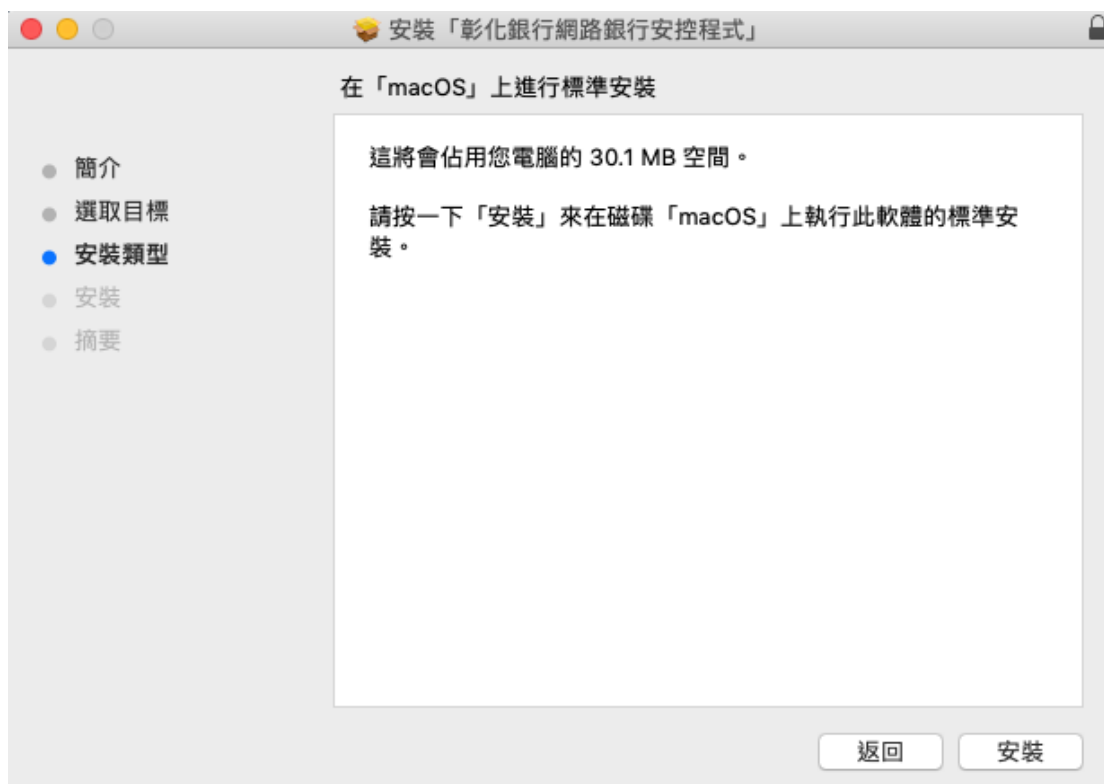 安裝「彰化銀行網路銀行安控程式」
在「macOS」上進行標準安裝
簡介
選取目標
安裝類型
安裝
摘要
這將會佔用您電腦的 30.1 MB 空間。
請按一下「安裝」來在磁碟「macOS」上執行此軟體的標準安
裝。
返回
安裝